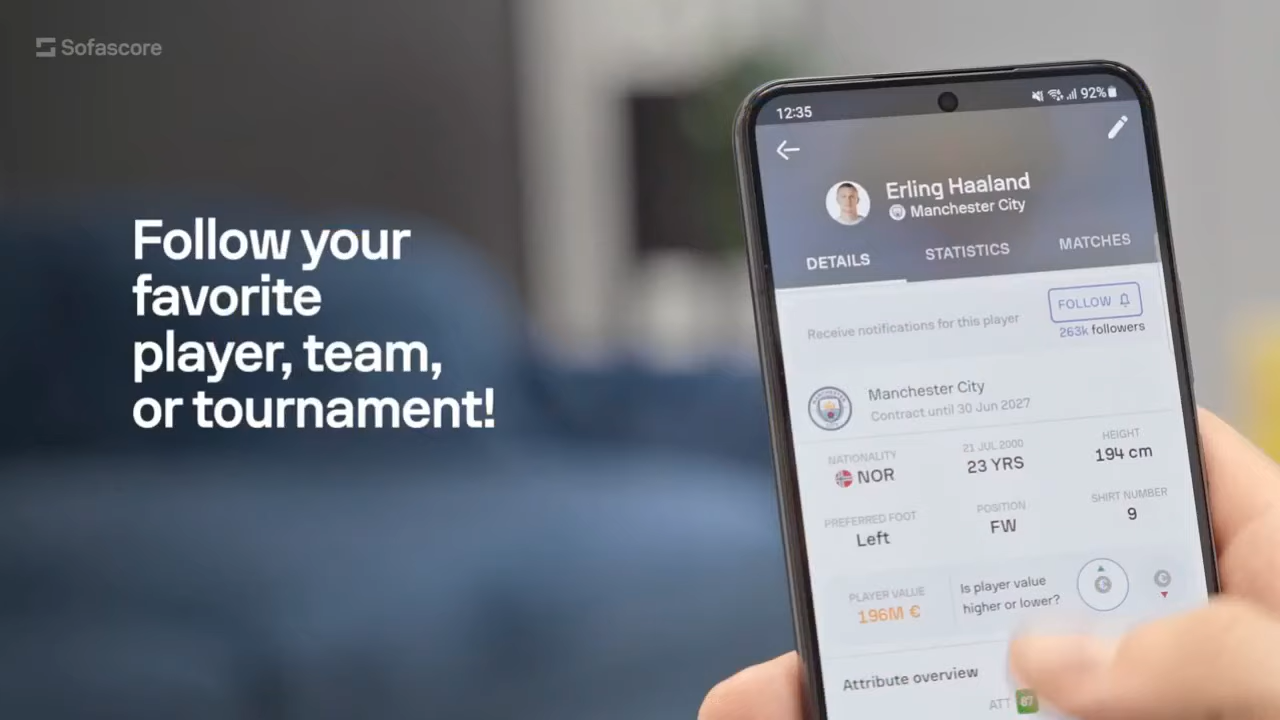 Sofascore
Follow your
favorite
player, team,
or tournament!
12:35
92%
Erling Haaland
Manchester City
DETAILS STATISTICS MATCHES
Receive notifications for this player
FOLLOW
263k followers
Manchester City
Contract until 30 Jun 2027
NATIONALITY 21 JUL 2000 HEIGHT
NOR 23 YRS 194 cm
PREFERRED FOOT POSITION SHIRT NUMBER
Left FW 9
PLAYER VALUE
196M €
Is player value
higher or lower?
€ €
Attribute overview
ATT 87